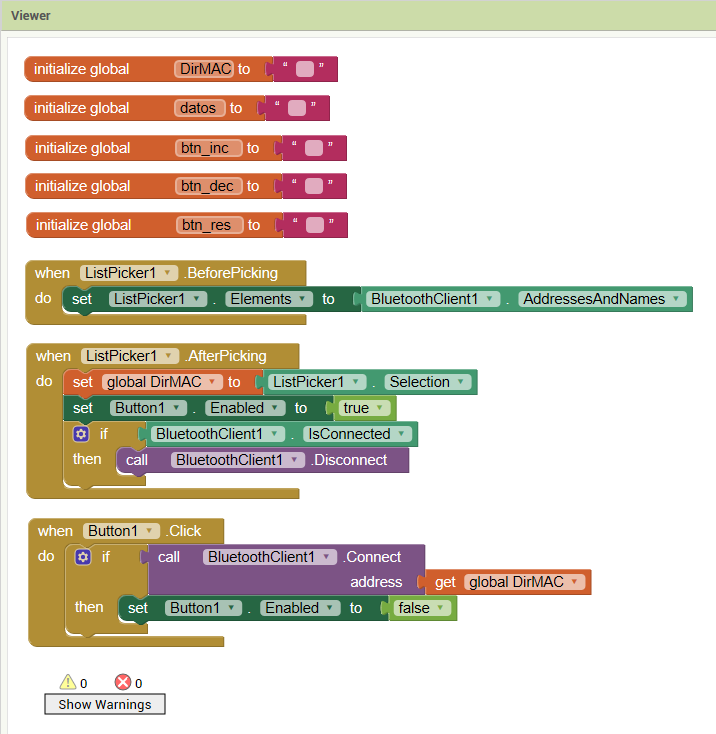 Viewer
initialize global DirMAC to " "
initialize global datos to " "
initialize global btn_inc to " "
initialize global btn_dec to " "
initialize global btn_res to " "
when ListPicker1 .BeforePicking
do set ListPicker1 . Elements to BluetoothClient1 . AddressesAndNames
when ListPicker1 .AfterPicking
do set global DirMAC to ListPicker1 . Selection
set Button1 . Enabled to true
if BluetoothClient1 . IsConnected
then call BluetoothClient1 .Disconnect
when Button1 .Click
do if call BluetoothClient1 .Connect
address get global DirMAC
then set Button1 . Enabled to false
0 0
Show Warnings